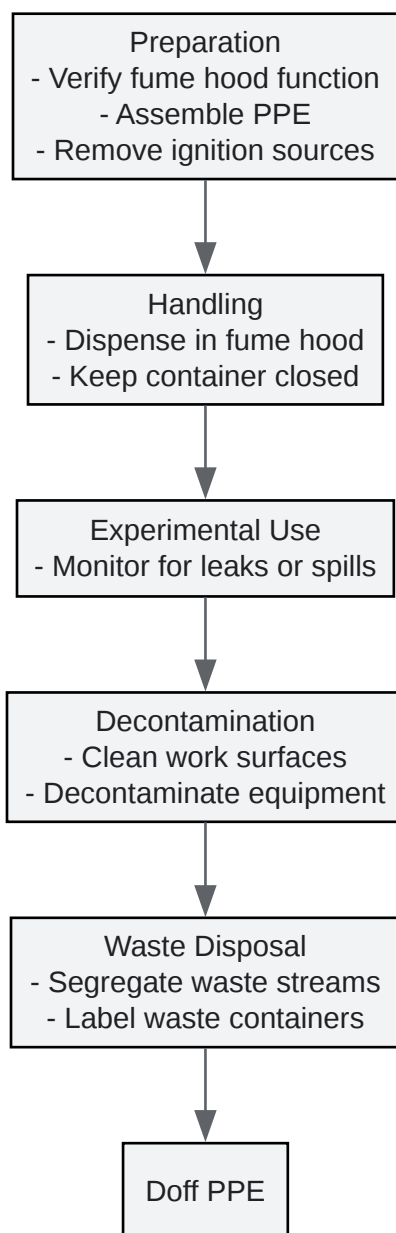 Preparation
- Verify fume hood function
- Assemble PPE
- Remove ignition sources
Handling
- Dispense in fume hood
- Keep container closed
Experimental Use
- Monitor for leaks or spills
Decontamination
- Clean work surfaces
- Decontaminate equipment
Waste Disposal
- Segregate waste streams
- Label waste containers
Doff PPE